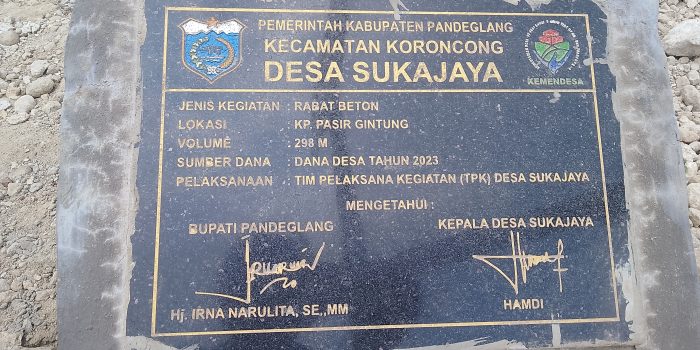 PEMERINTAH KABUPATEN PANDEGLANG
KECAMATAN KORONCONG
DESA SUKAJAYA
KEMENDESA
JENIS KEGIATAN : RABAT BETON
LOKASI : KP. PASIR GINTUNG
VOLUME : 298 M
SUMBER DANA : DANA DESA TAHUN 2023
PELAKSANAAN : TIM PELAKSANA KEGIATAN (TPK) DESA SUKAJAYA
MENGETAHUI :
BUPATI PANDEGLANG
KEPALA DESA SUKAJAYA
Hj. IRNA NARULITA, SE.,MM
HAMDI